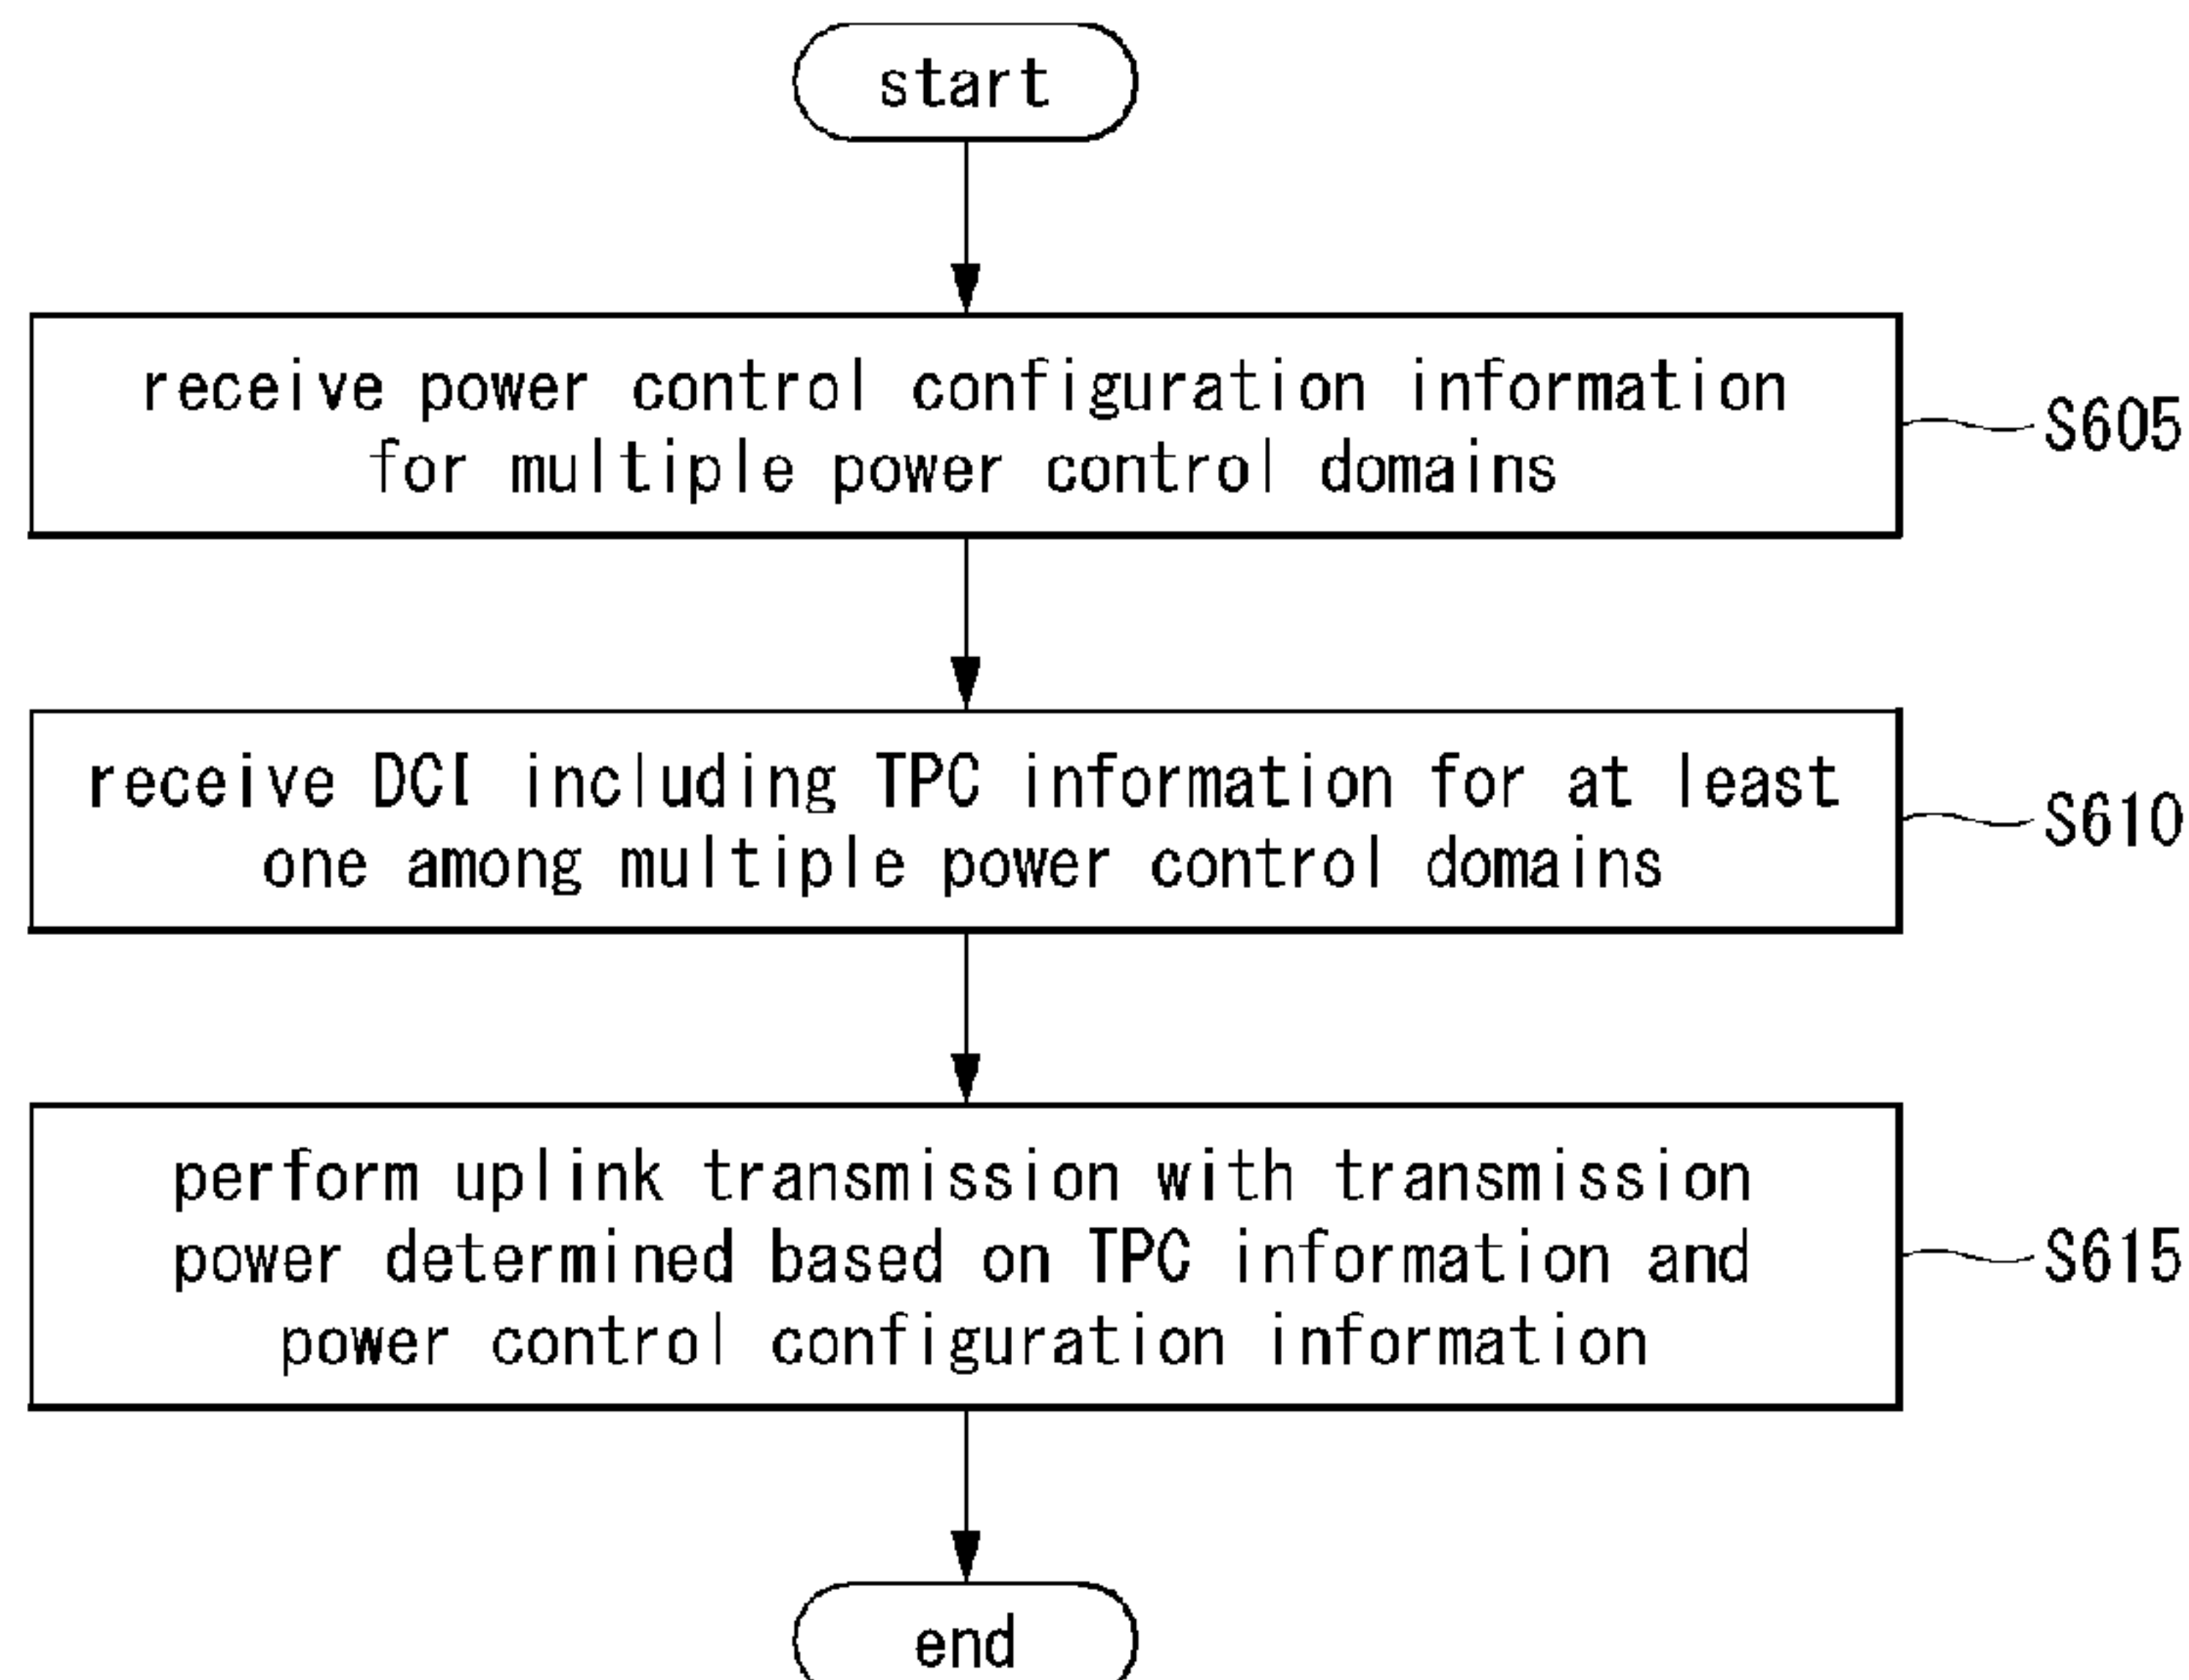 start
receive power control configuration information
for multiple power control domains
S605
receive DCI including TPC information for at least
one among multiple power control domains
S610
perform uplink transmission with transmission
power determined based on TPC information and
power control configuration information
S615
end